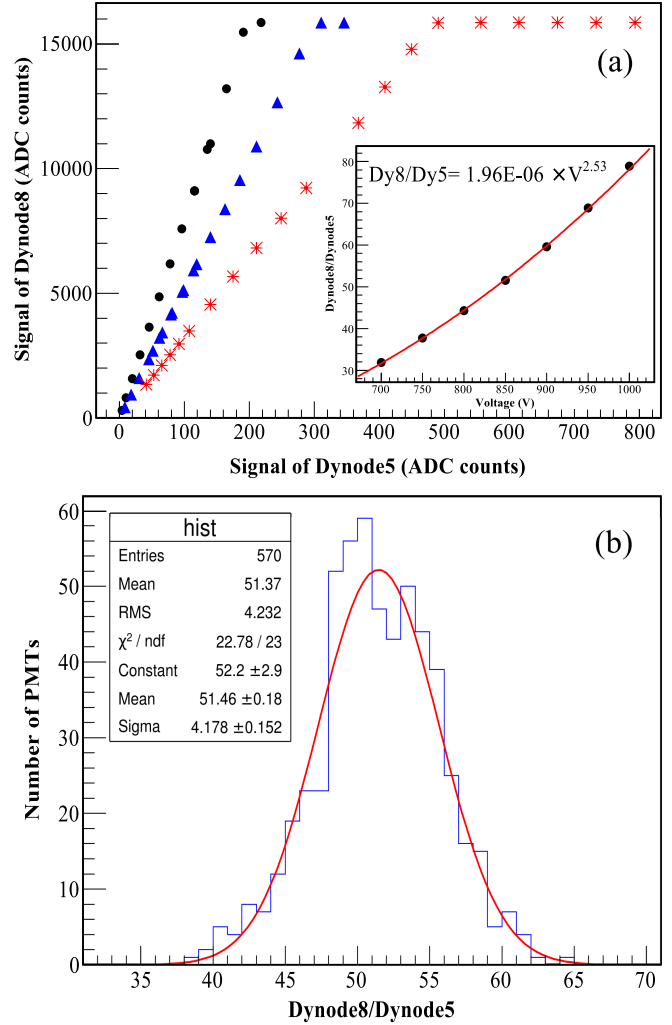 (a)
15000
10000
5000
0
Signal of Dynode8 (ADC counts)
0 100 200 300 400 500 600 700 800
Signal of Dynode5 (ADC counts)
Dy8/Dy5= 1.96E-06 ×V^2.53
80
70
60
50
40
30
Dynode8/Dynode5
700 750 800 850 900 950 1000
Voltage (V)
(b)
60
50
40
30
20
10
0
Number of PMTs
hist
Entries 570
Mean 51.37
RMS 4.232
χ² / ndf 22.78 / 23
Constant 52.2 ±2.9
Mean 51.46 ±0.18
Sigma 4.178 ±0.152
35 40 45 50 55 60 65 70
Dynode8/Dynode5